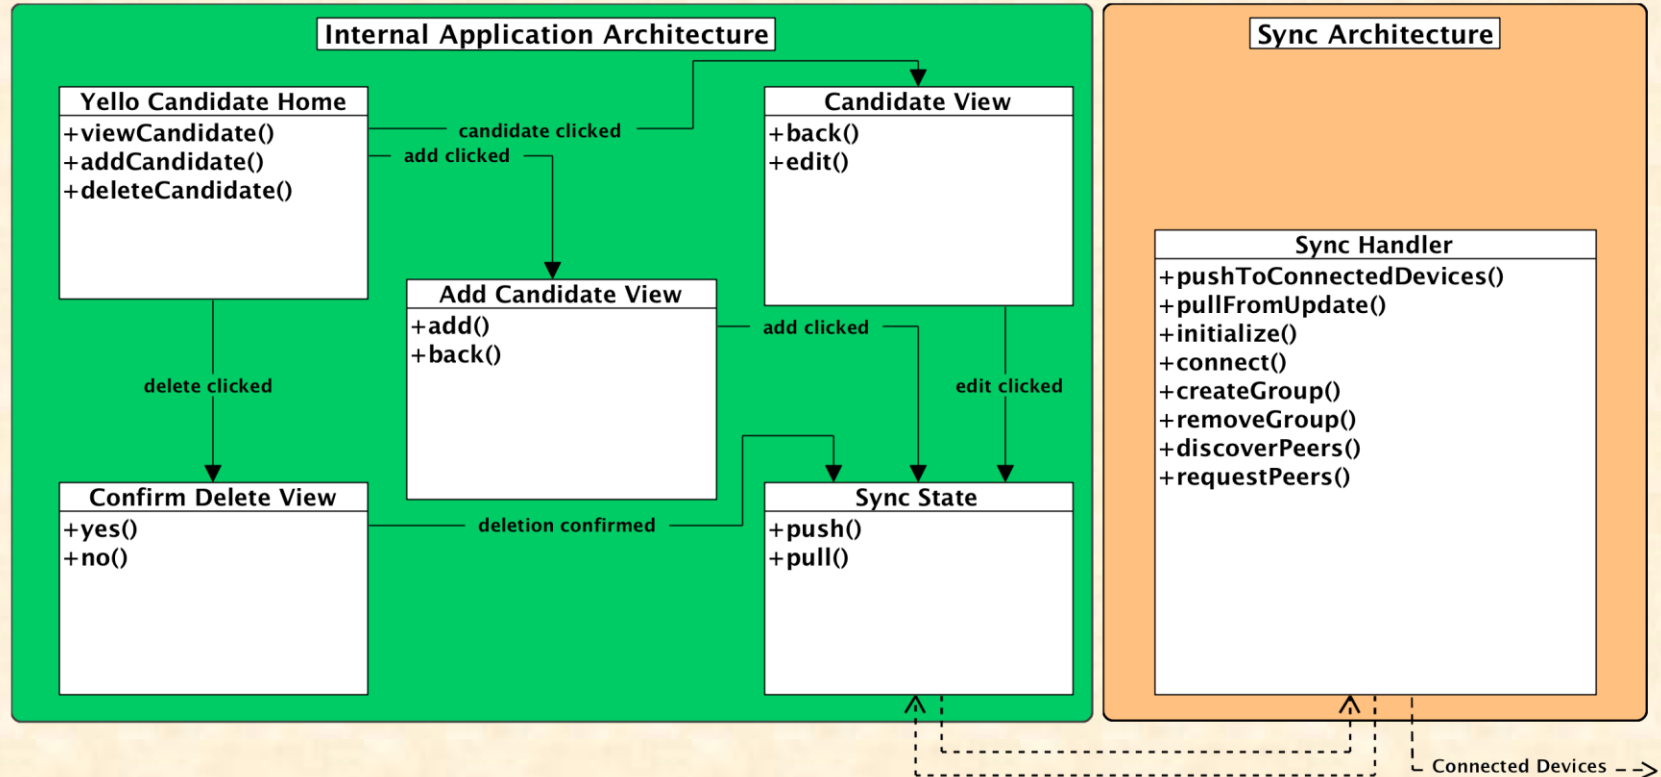 Internal Application Architecture
Sync Architecture
Yello Candidate Home
+viewCandidate()
+addCandidate()
+deleteCandidate()
candidate clicked
add clicked
Candidate View
+back()
+edit()
Add Candidate View
+add()
+back()
add clicked
delete clicked
edit clicked
Confirm Delete View
+yes()
+no()
deletion confirmed
Sync State
+push()
+pull()
Sync Handler
+pushToConnectedDevices()
+pullFromUpdate()
+initialize()
+connect()
+createGroup()
+removeGroup()
+discoverPeers()
+requestPeers()
Connected Devices